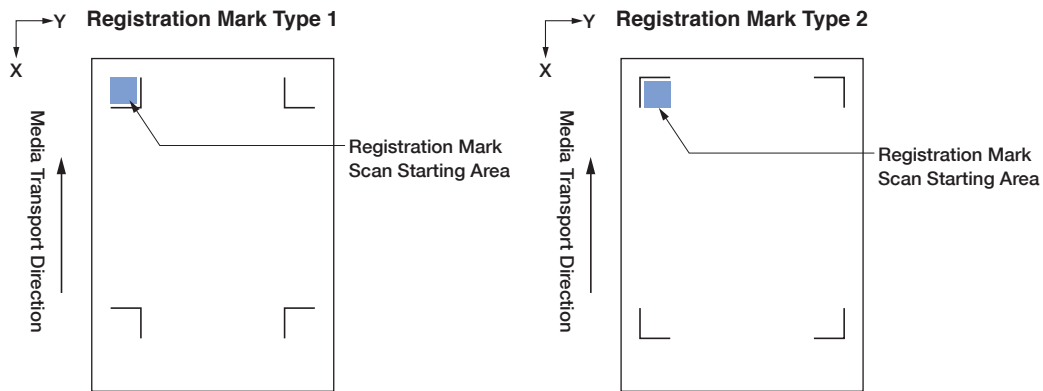 Y
Registration Mark Type 1
X
Media Transport Direction
Registration Mark
Scan Starting Area
Y
Registration Mark Type 2
X
Media Transport Direction
Registration Mark
Scan Starting Area